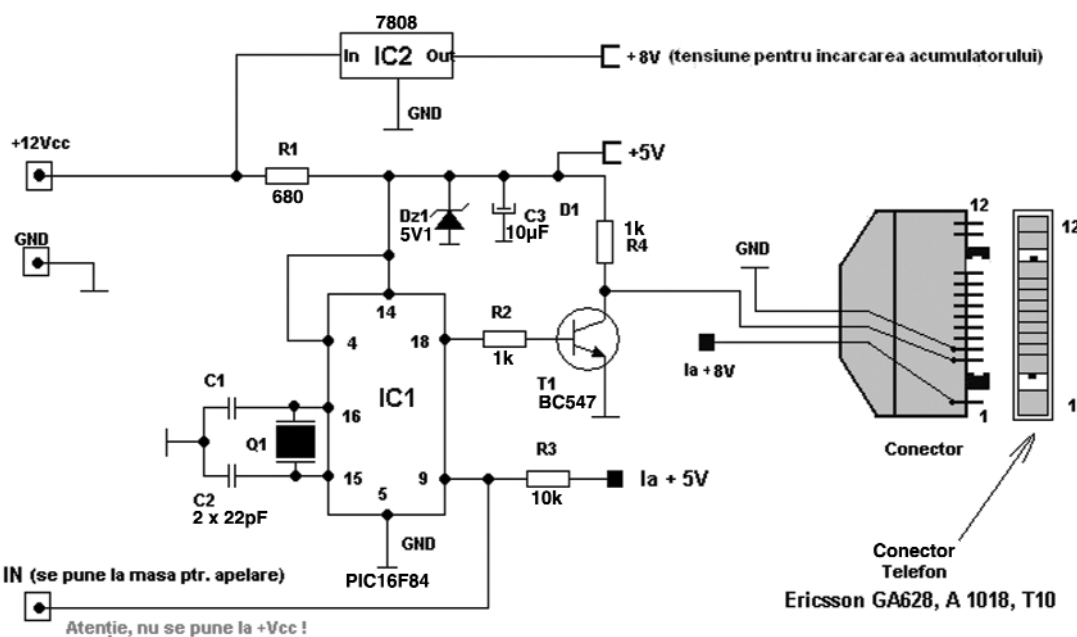 7808
In IC2 Out
+8V (tensiune pentru incarcarea acumulatorului)
GND
+12Vcc
R1
680
+5V
Dz1
5V1
C3
10µF
D1
1k
R4
GND
12
12
GND
14
4
18
R2
1k
la +8V
T1
BC547
C1
IC1
16
Q1
15
9
R3
10k
la + 5V
1
1
Conector
C2
2 x 22pF
5
GND
PIC16F84
IN (se pune la masa ptr. apelare)
Atenție, nu se pune la +Vcc !
Conector
Telefon
Ericsson GA628, A 1018, T10